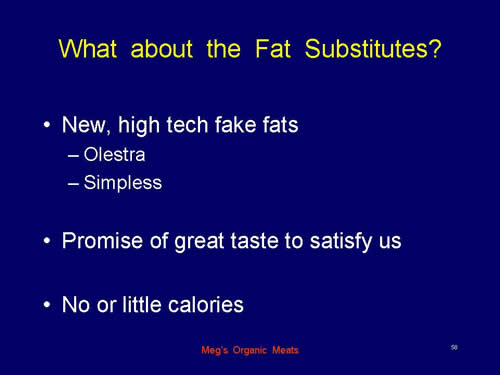 What about the Fat Substitutes?
• New, high tech fake fats
– Olestra
– Simpless
• Promise of great taste to satisfy us
• No or little calories
Meg's Organic Meats
50